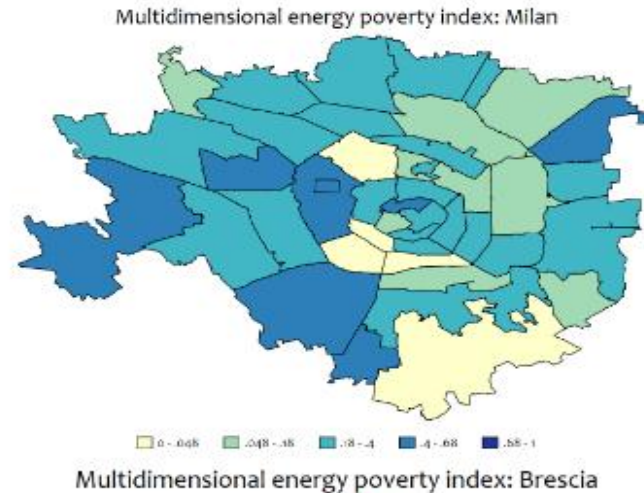 Multidimensional energy poverty index: Milan
0 - .048 .048 - .18 .18 - .4 .4 - .68 .68 - 1
Multidimensional energy poverty index: Brescia